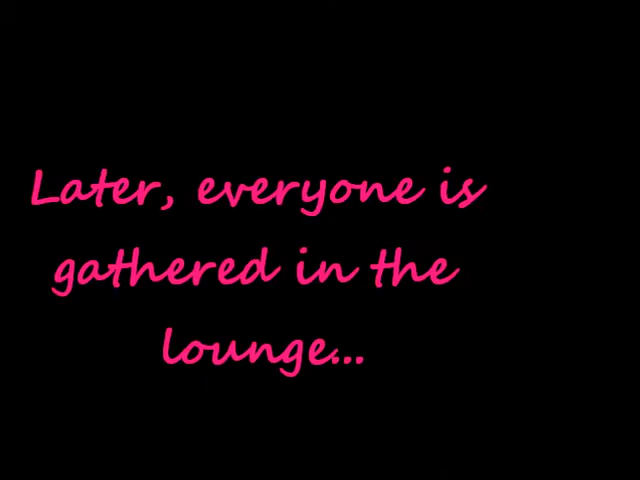 Later, everyone is
gathered in the
lounge...